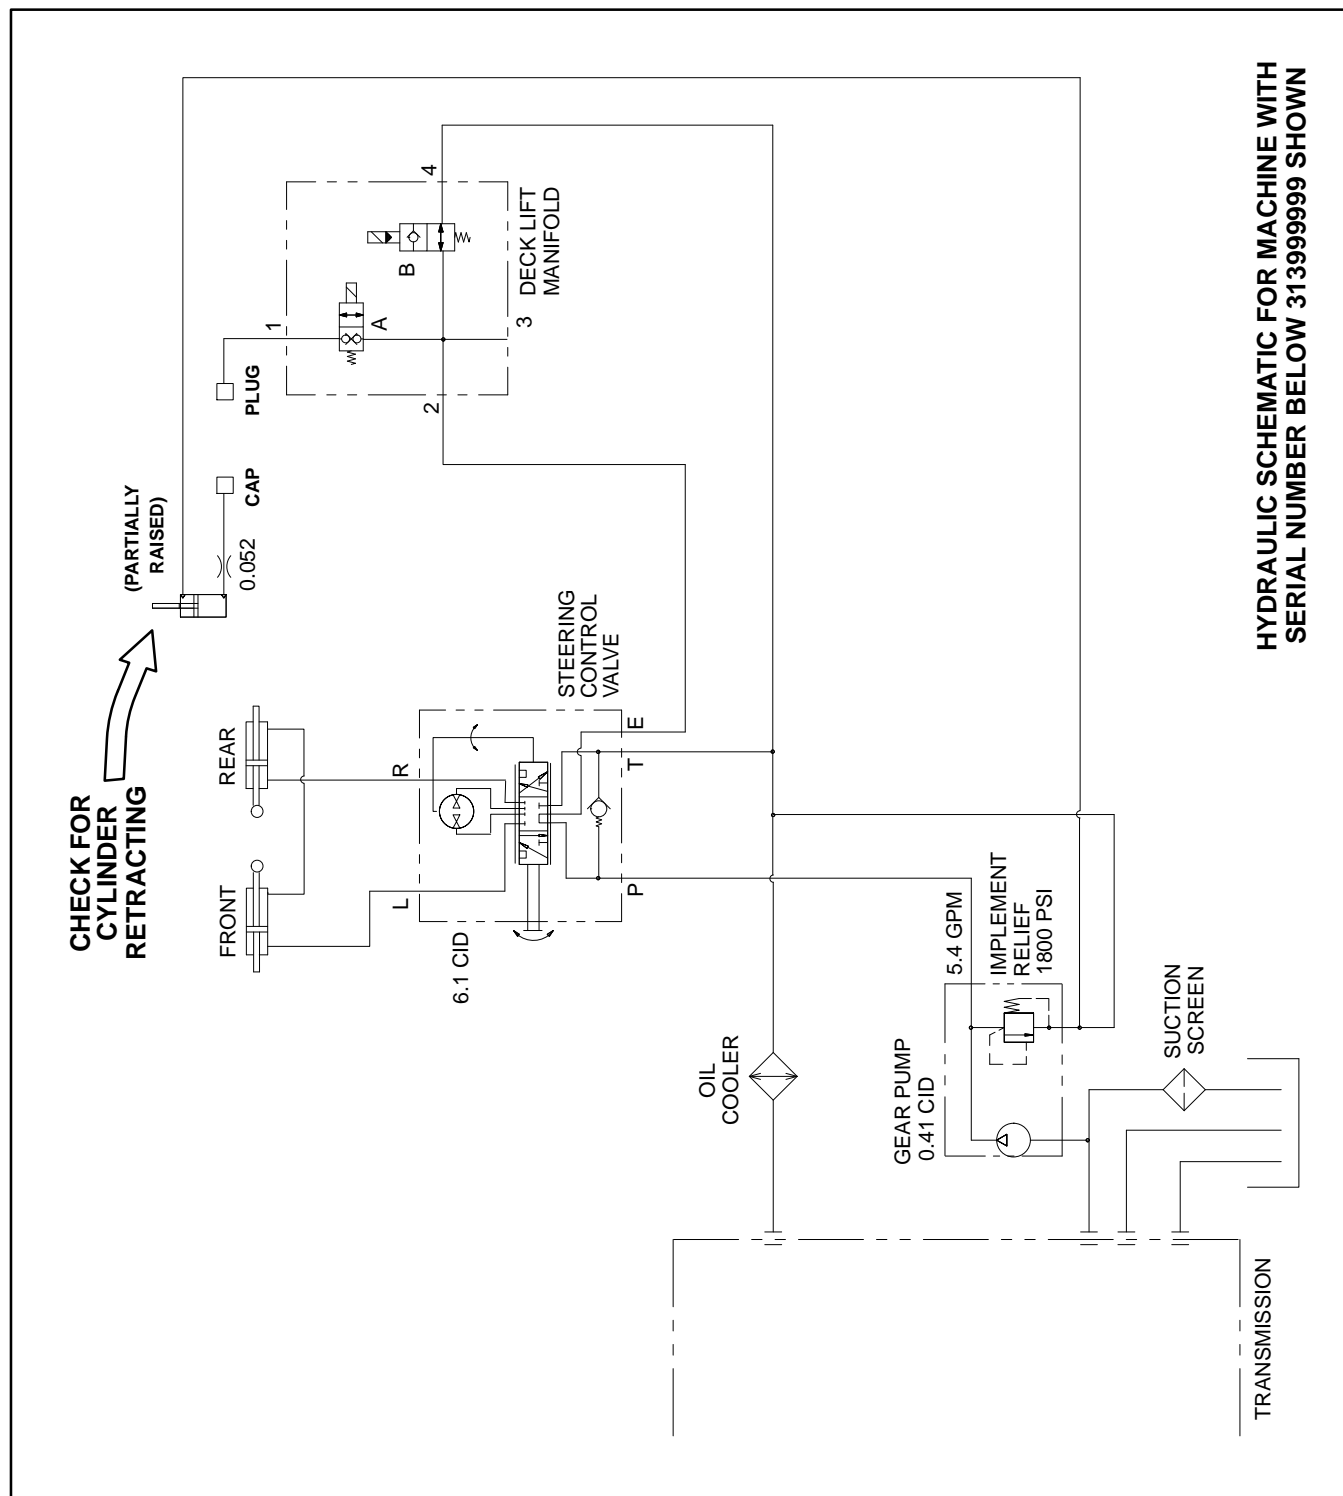 CHECK FOR
CYLINDER
RETRACTING
(PARTIALLY
RAISED)
FRONT
REAR
0.052
CAP
PLUG
1
A
B
4
2
3
DECK LIFT
MANIFOLD
L
R
6.1 CID
STEERING
CONTROL
VALVE
P
T
E
OIL
COOLER
GEAR PUMP
0.41 CID
5.4 GPM
IMPLEMENT
RELIEF
1800 PSI
SUCTION
SCREEN
TRANSMISSION
HYDRAULIC SCHEMATIC FOR MACHINE WITH
SERIAL NUMBER BELOW 313999999 SHOWN